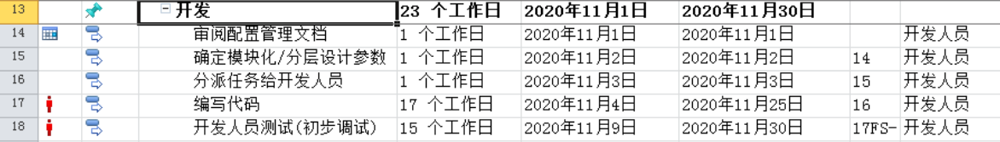 13 开发 23 个工作日 2020年11月1日 2020年11月30日
14 审阅配置管理文档 1 个工作日 2020年11月1日 2020年11月1日 开发人员
15 确定模块化/分层设计参数 1 个工作日 2020年11月2日 2020年11月2日 14 开发人员
16 分派任务给开发人员 1 个工作日 2020年11月3日 2020年11月3日 15 开发人员
17 编写代码 17 个工作日 2020年11月4日 2020年11月25日 16 开发人员
18 开发人员测试(初步调试) 15 个工作日 2020年11月9日 2020年11月30日 17FS- 开发人员